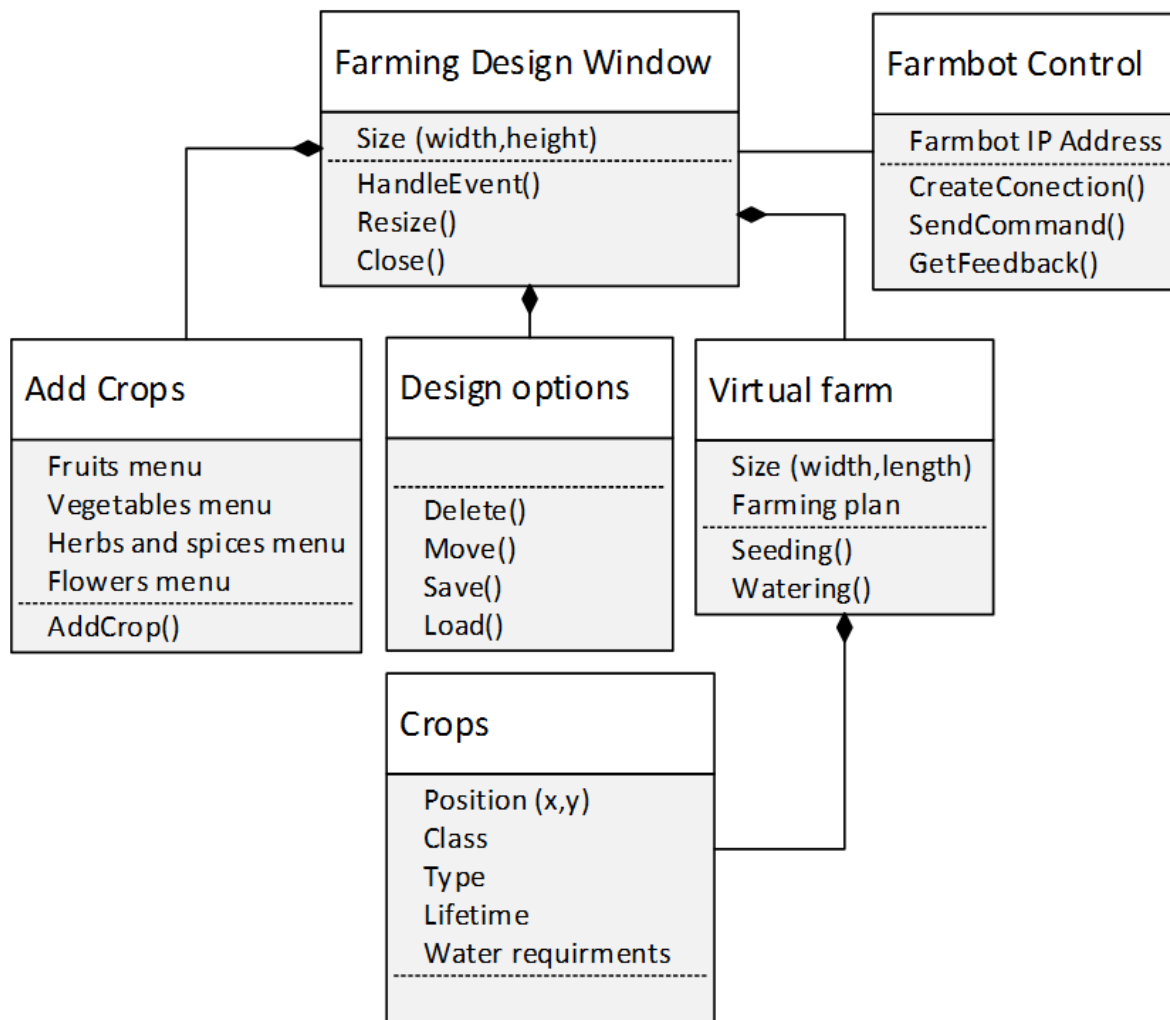 Farming Design Window
Size (width,height)
HandleEvent()
Resize()
Close()
Farmbot Control
Farmbot IP Address
CreateConection()
SendCommand()
GetFeedback()
Add Crops
Fruits menu
Vegetables menu
Herbs and spices menu
Flowers menu
AddCrop()
Design options
Delete()
Move()
Save()
Load()
Virtual farm
Size (width,length)
Farming plan
Seeding()
Watering()
Crops
Position (x,y)
Class
Type
Lifetime
Water requirments